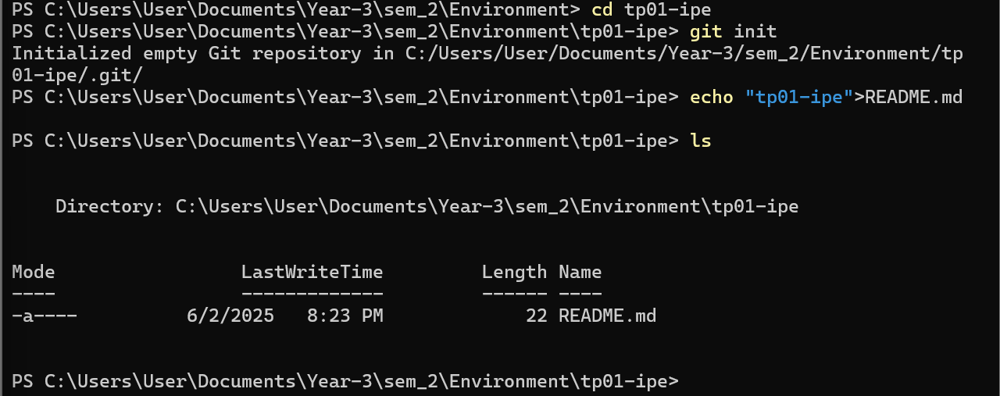 PS C:\Users\User\Documents\Year-3\sem_2\Environment> cd tp01-ipe
PS C:\Users\User\Documents\Year-3\sem_2\Environment\tp01-ipe> git init
Initialized empty Git repository in C:/Users/User/Documents/Year-3/sem_2/Environment/tp
01-ipe/.git/
PS C:\Users\User\Documents\Year-3\sem_2\Environment\tp01-ipe> echo "tp01-ipe">README.md
PS C:\Users\User\Documents\Year-3\sem_2\Environment\tp01-ipe> ls
Directory: C:\Users\User\Documents\Year-3\sem_2\Environment\tp01-ipe
Mode                 LastWriteTime         Length Name
----                 -------------         ------ ----
-a----          6/2/2025   8:23 PM             22 README.md
PS C:\Users\User\Documents\Year-3\sem_2\Environment\tp01-ipe>